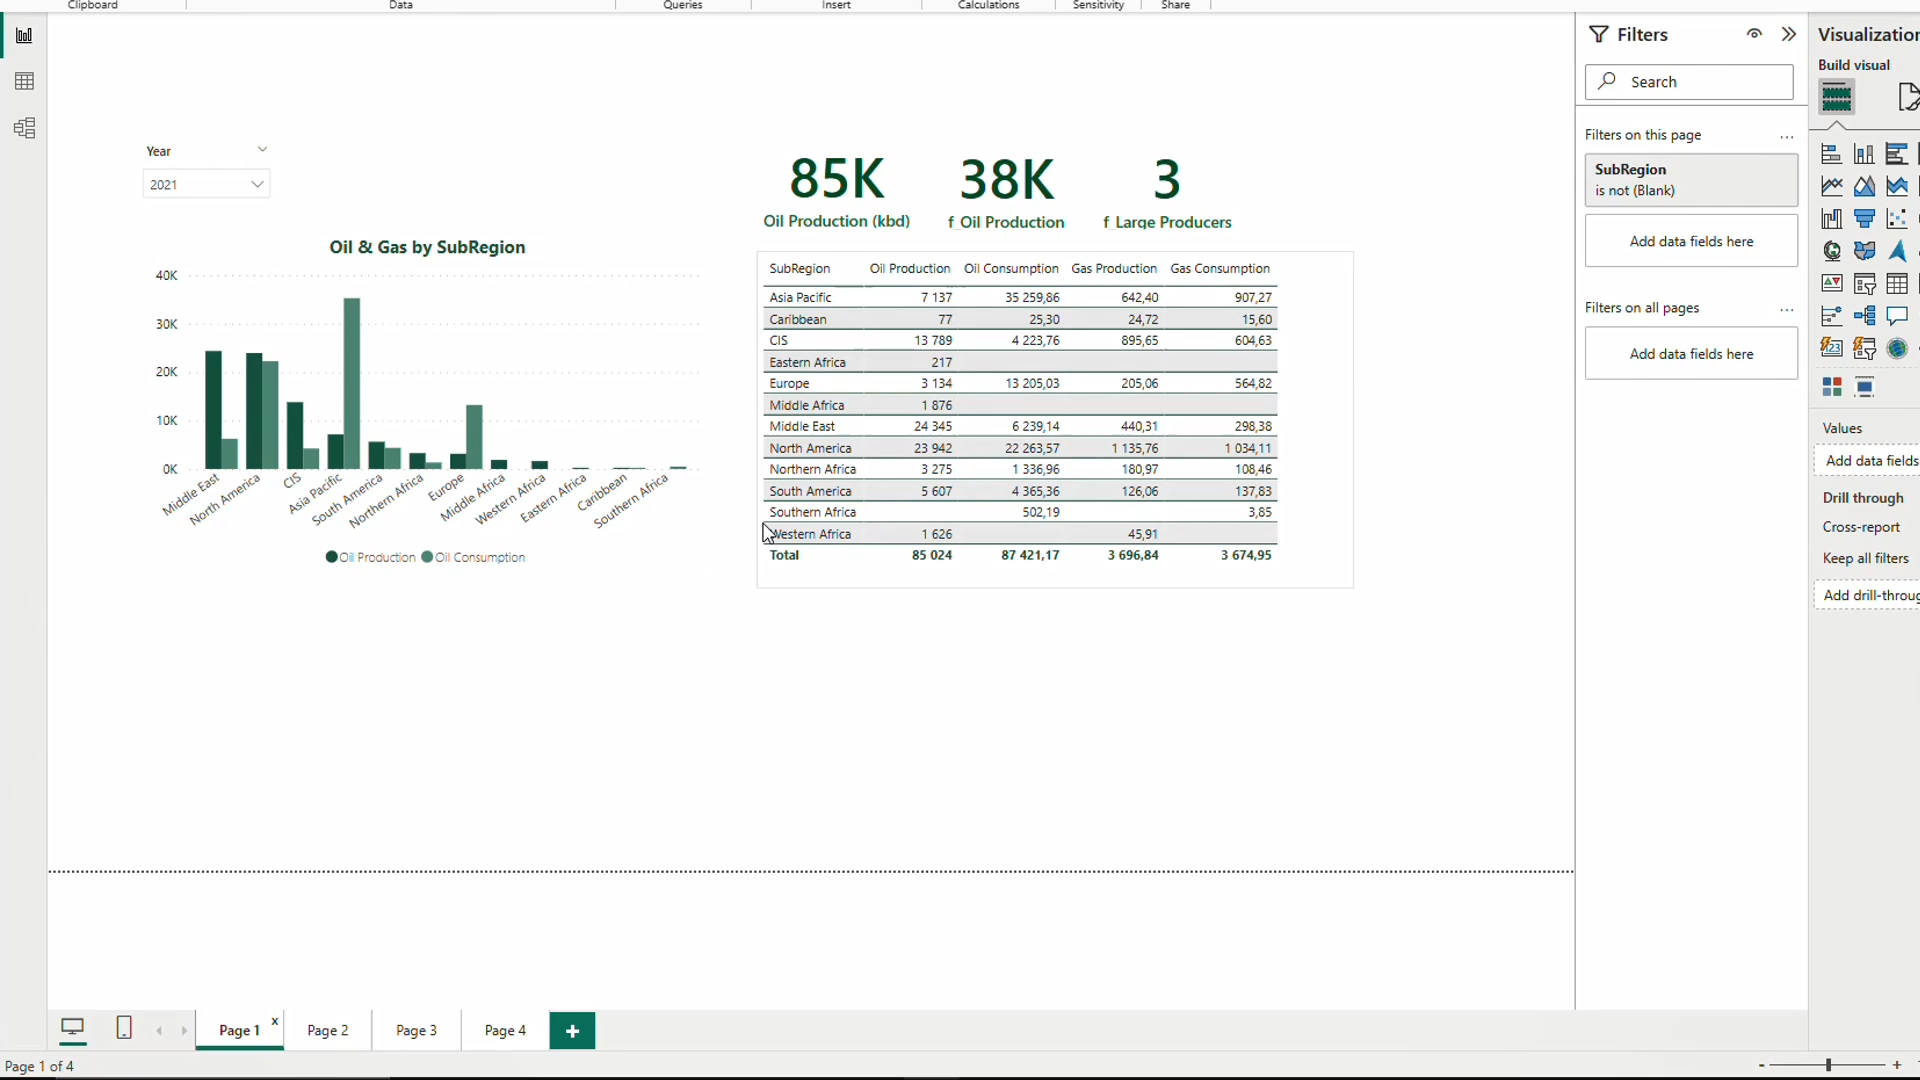 Clipboard
Data
Queries
Insert
Calculations
Sensitivity
Share
Year
2021
85K
Oil Production (kbd)
38K
f_Oil Production
3
f_Large Producers
Oil & Gas by SubRegion
40K
30K
20K
10K
0K
Middle East
North America
CIS
Asia Pacific
South America
Northern Africa
Europe
Middle Africa
Western Africa
Eastern Africa
Caribbean
Southern Africa
Oil Production Oil Consumption
SubRegion Oil Production Oil Consumption Gas Production Gas Consumption
Asia Pacific 7 137 35 259,86 642,40 907,27
Caribbean 77 25,30 24,72 15,60
CIS 13 789 4 223,76 895,65 604,63
Eastern Africa 217
Europe 3 134 13 205,03 205,06 564,82
Middle Africa 1 876
Middle East 24 345 6 239,14 440,31 298,38
North America 23 942 22 263,57 1 135,76 1 034,11
Northern Africa 3 275 1 336,96 180,97 108,46
South America 5 607 4 365,36 126,06 137,83
Southern Africa 502,19 3,85
Western Africa 1 626 45,91
Total 85 024 87 421,17 3 696,84 3 674,95
Filters
Search
Filters on this page
...
SubRegion
is not (Blank)
Add data fields here
Filters on all pages
...
Add data fields here
Visualization
Build visual
123
Values
Add data fields
Drill through
Cross-report
Keep all filters
Add drill-throug
Page 1 x
Page 2
Page 3
Page 4
+
Page 1 of 4
- +